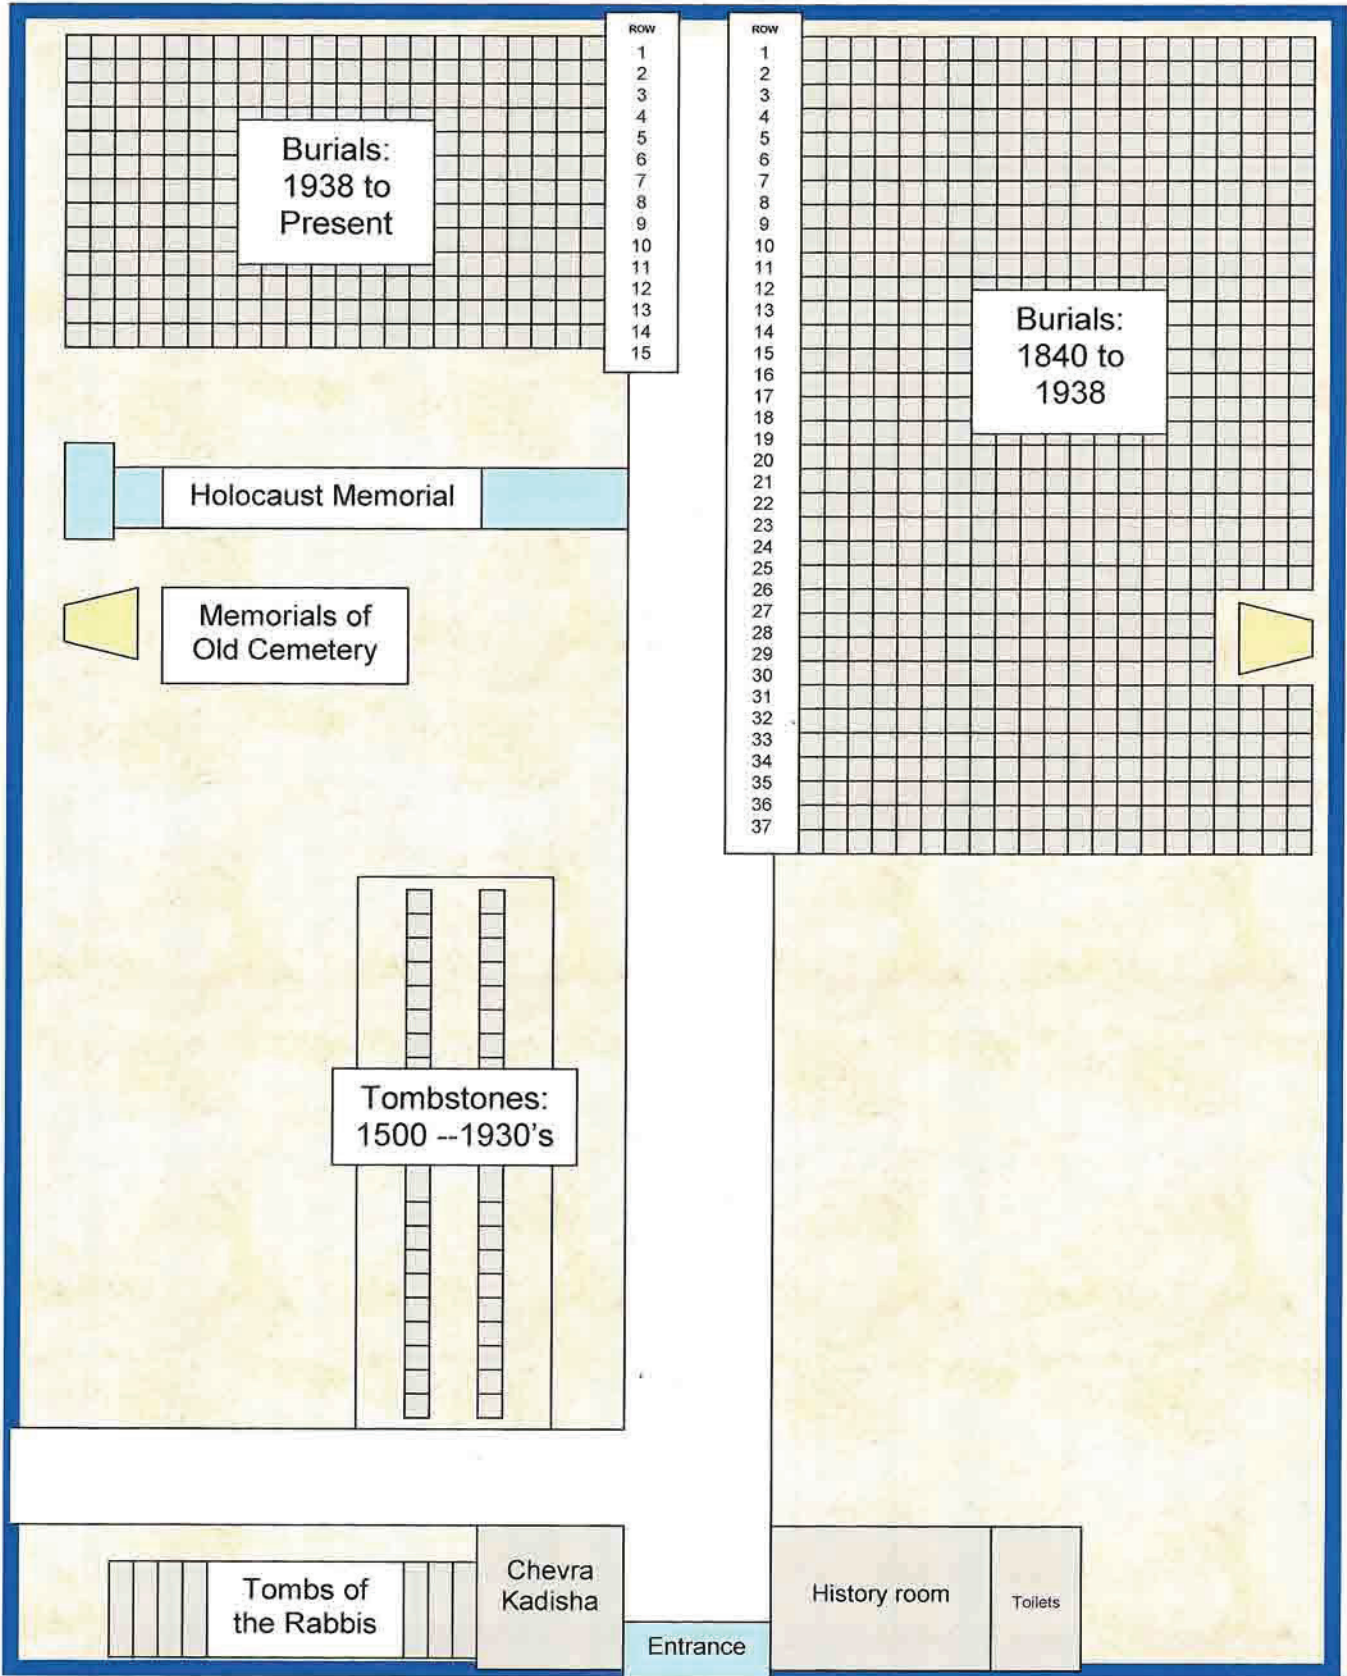 ROW
1
2
3
4
5
6
7
8
9
10
11
12
13
14
15
ROW
1
2
3
4
5
6
7
8
9
10
11
12
13
14
15
16
17
18
19
20
21
22
23
24
25
26
27
28
29
30
31
32
33
34
35
36
37
Burials:
1938 to
Present
Burials:
1840 to
1938
Holocaust Memorial
Memorials of
Old Cemetery
Tombstones:
1500 --1930's
Tombs of
the Rabbis
Chevra
Kadisha
Entrance
History room
Toilets